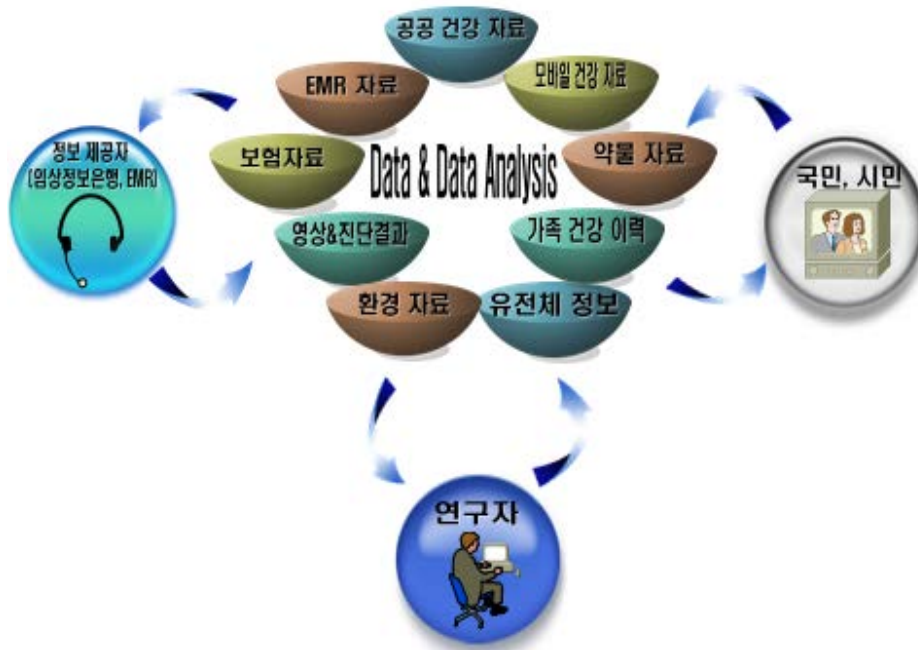 공공 건강 자료
EMR 자료
모바일 건강 자료
보험자료
Data & Data Analysis
약물 자료
영상&진단결과
가족 건강 이력
환경 자료
유전체 정보
정보 제공자
(임상정보은행, EMR)
국민, 시민
연구자